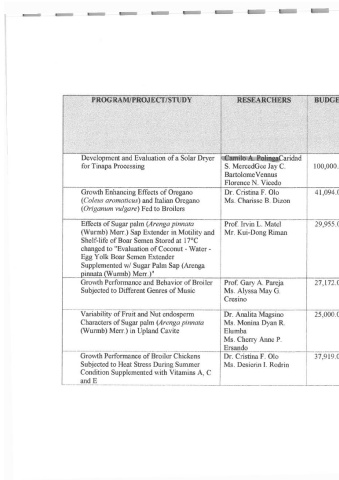 PROGRAM/PROJECT/STUDY RESEARCHERS BUDGE
Development and Evaluation of a Solar Dryer
for Tinapa Processing
Camilo A. PolingaCaridad
S. MercedGee Jay C.
BartolomeVennus
Florence N. Vicedo
100,000.
Growth Enhancing Effects of Oregano
(Coleus aromaticus) and Italian Oregano
(Origanum vulgare) Fed to Broilers
Dr. Cristina F. Olo
Ms. Charisse B. Dizon
41,094.0
Effects of Sugar palm (Arenga pinnata
(Wurmb) Merr.) Sap Extender in Motility and
Shelf-life of Boar Semen Stored at 17°C
changed to "Evaluation of Coconut - Water -
Egg Yolk Boar Semen Extender
Supplemented w/ Sugar Palm Sap (Arenga
pinnata (Wurmb) Merr.)"
Prof. Irvin L. Matel
Mr. Kui-Dong Riman
29,955.0
Growth Performance and Behavior of Broiler
Subjected to Different Genres of Music
Prof. Gary A. Pareja
Ms. Alyssa May G.
Cresino
27,172.0
Variability of Fruit and Nut endosperm
Characters of Sugar palm (Arenga pinnata
(Wurmb) Merr.) in Upland Cavite
Dr. Analita Magsino
Ms. Monina Dyan R.
Elumba
Ms. Cherry Anne P.
Ersando
25,000.0
Growth Performance of Broiler Chickens
Subjected to Heat Stress During Summer
Condition Supplemented with Vitamins A, C
and E
Dr. Cristina F. Olo
Ms. Desierin I. Rodrin
37,919.0